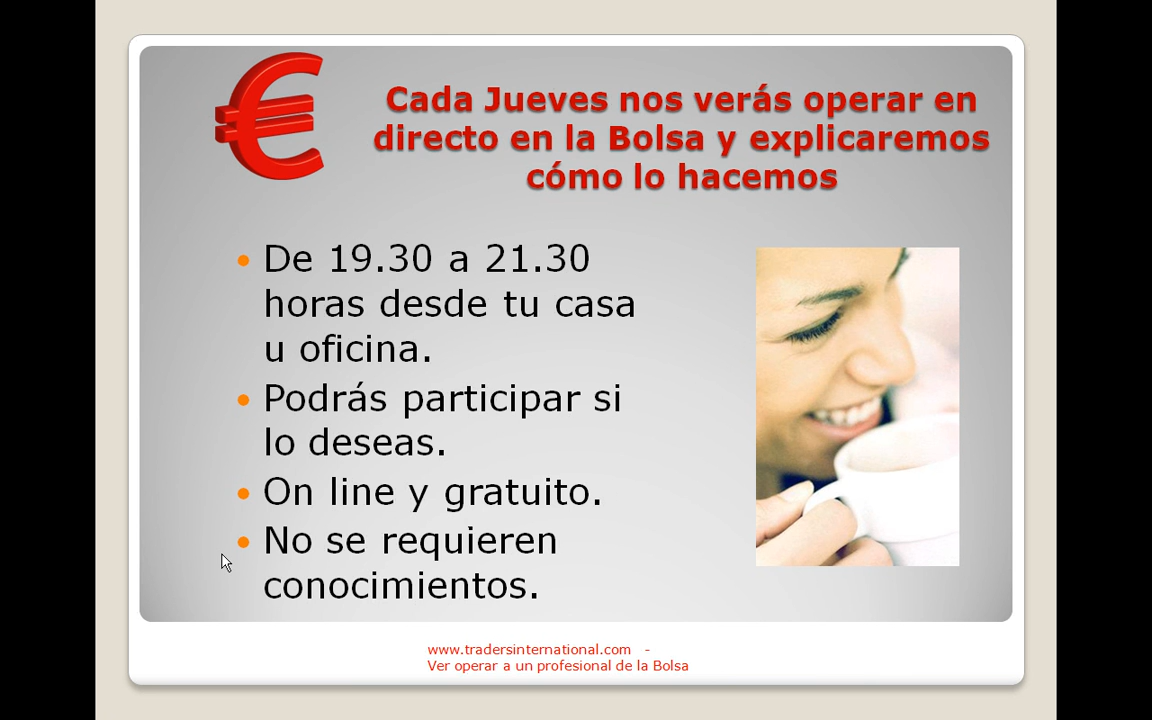 Cada Jueves nos verás operar en
directo en la Bolsa y explicaremos
cómo lo hacemos
De 19.30 a 21.30
horas desde tu casa
u oficina.
Podrás participar si
lo deseas.
On line y gratuito.
No se requieren
conocimientos.
www.tradersinternational.com -
Ver operar a un profesional de la Bolsa